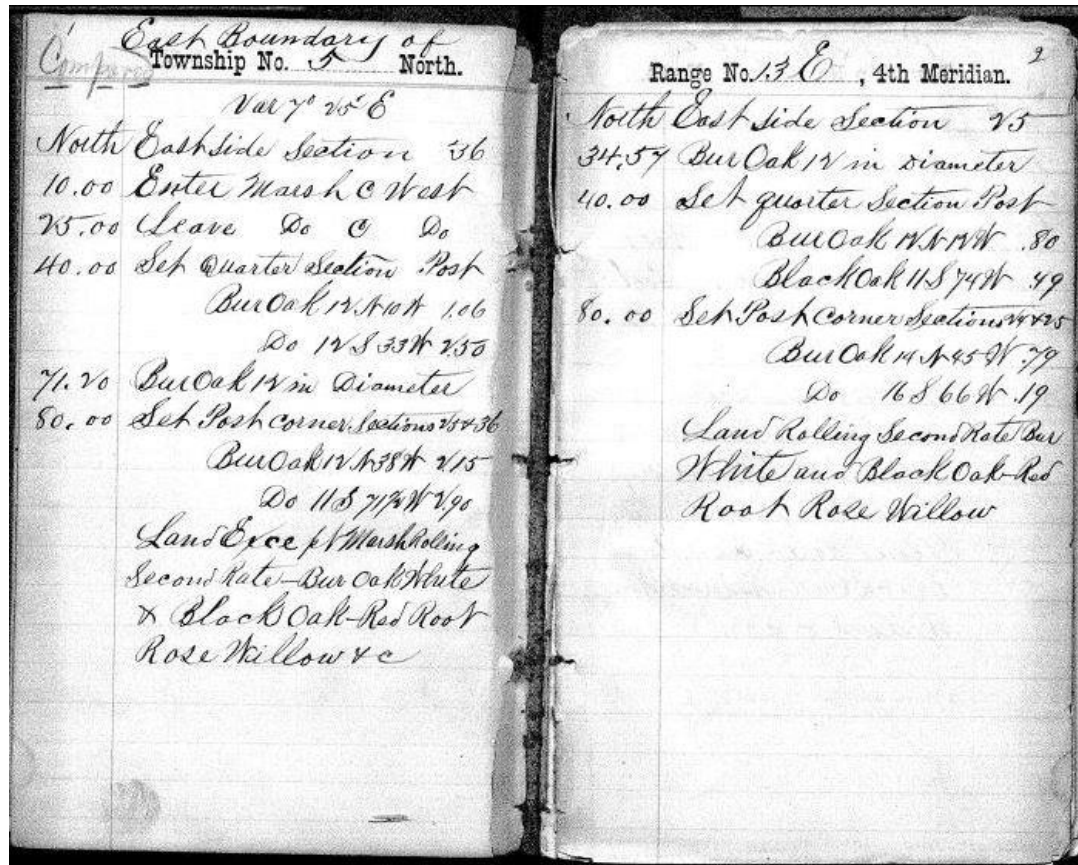 East Boundary of
Compared
Township No. 5 North.
Var 7° 25' E
North East Side Section 36
10.00 Enter Marsh C West
25.00 Leave Do C Do
40.00 Set Quarter Section Post
Bur Oak 12 N 10 W 1.06
Do 12 S 33 W 2.50
71.20 Bur Oak 12 in Diameter
80.00 Set Post corner Sections 25 & 36
Bur Oak 12 N 38 W 2.15
Do 11 S 71½ W 2.90
Land Except Marsh Rolling
Second Rate - Bur Oak White
& Black Oak - Red Root
Rose Willow & c
2
Range No. 13 E, 4th Meridian.
North East Side Section 25
34.57 Bur Oak 12 in Diameter
40.00 Set quarter Section Post
Bur Oak 12 N 12 W .80
Black Oak 11 S 74 W .49
80.00 Set Post Corner Sections 24 & 25
Bur Oak 14 N 45 W .79
Do 16 S 66 W .19
Land Rolling Second Rate Bur
White and Black Oak - Red
Root Rose Willow